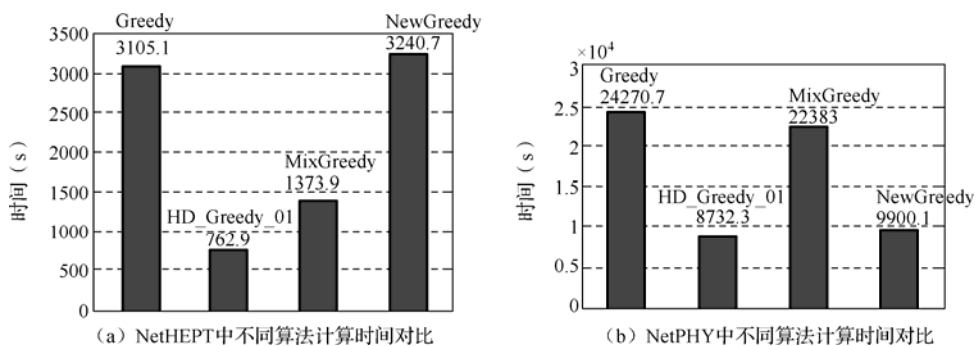 3500
3000
2500
2000
1500
1000
500
0
时间（s）
Greedy
3105.1
HD_Greedy_01
762.9
MixGreedy
1373.9
NewGreedy
3240.7
（a）NetHEPT中不同算法计算时间对比
×10⁴
3
2.5
2
1.5
1
0.5
0
时间（s）
Greedy
24270.7
HD_Greedy_01
8732.3
MixGreedy
22383
NewGreedy
9900.1
（b）NetPHY中不同算法计算时间对比